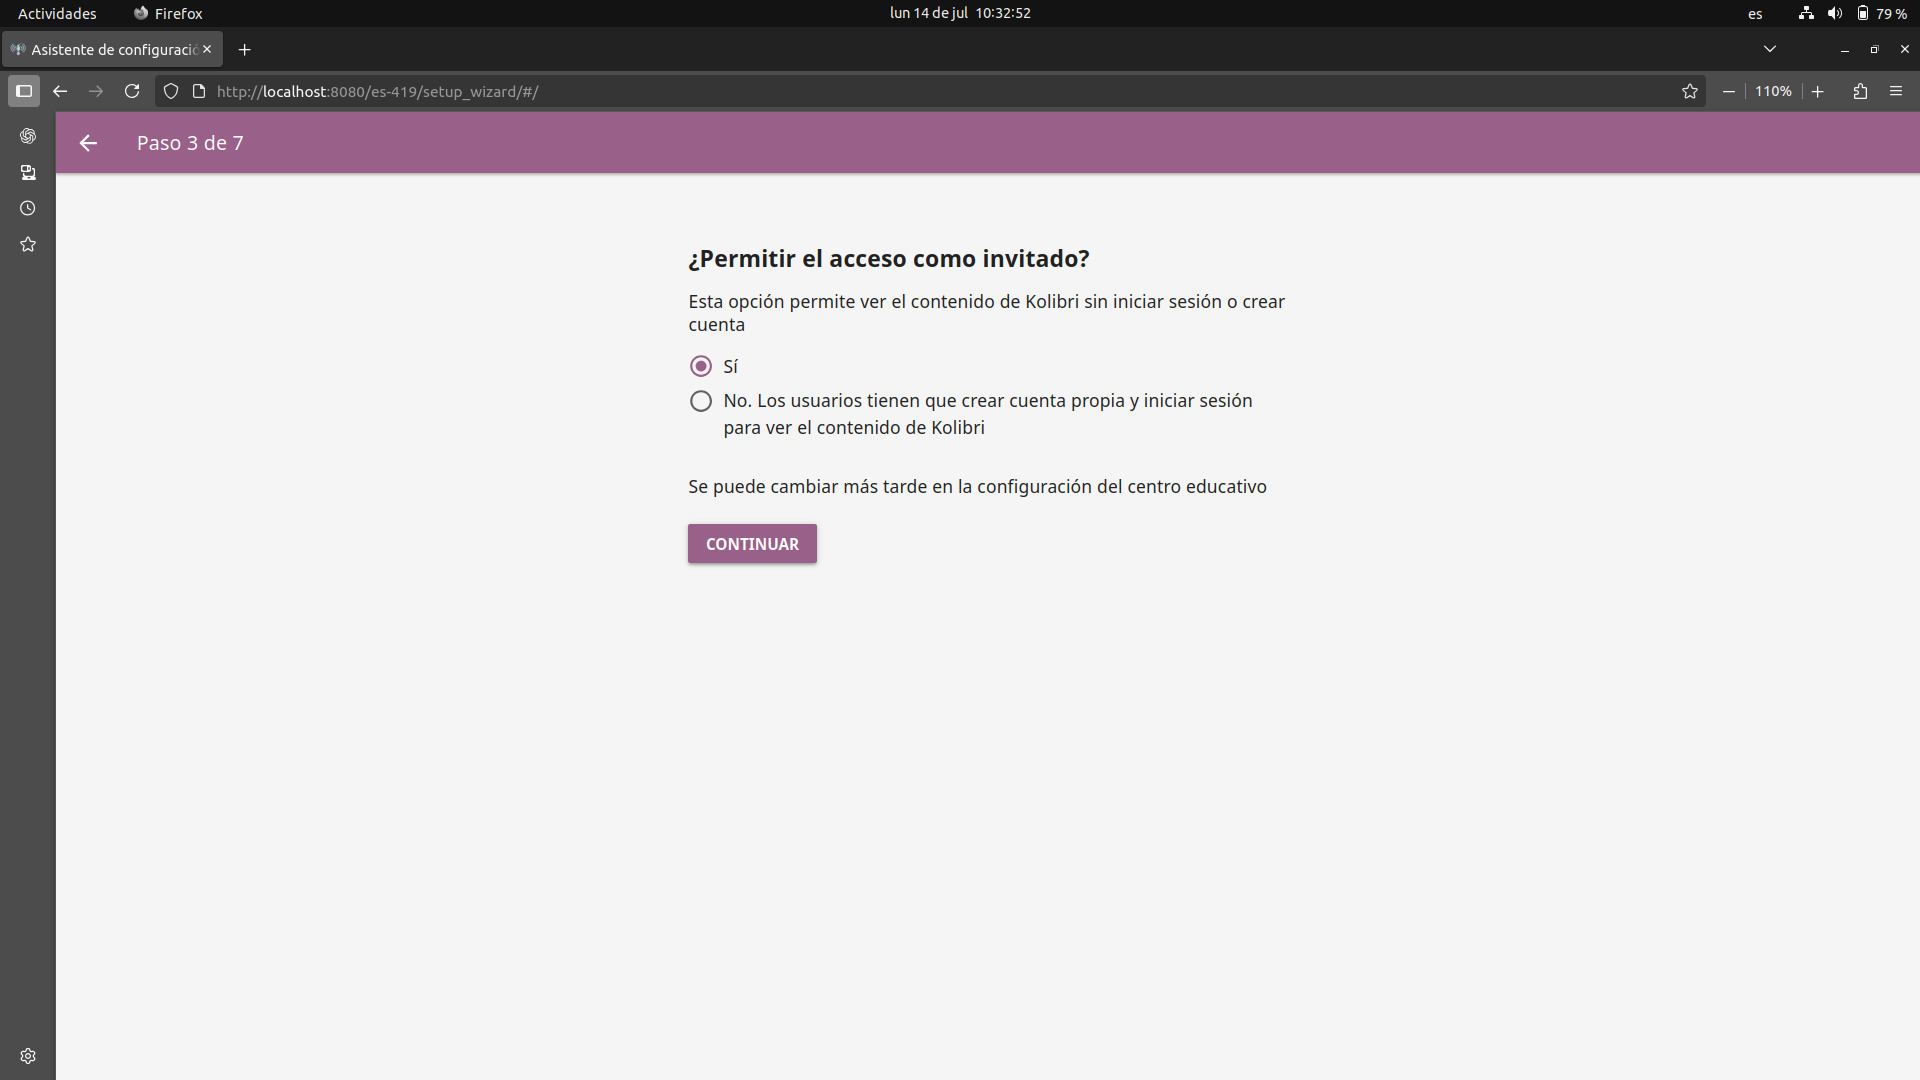 Actividades
Firefox
lun 14 de jul 10:32:52
es
79 %
Asistente de configuració
http://localhost:8080/es-419/setup_wizard/#/
110%
Paso 3 de 7
¿Permitir el acceso como invitado?
Esta opción permite ver el contenido de Kolibri sin iniciar sesión o crear
cuenta
Sí
No. Los usuarios tienen que crear cuenta propia y iniciar sesión
para ver el contenido de Kolibri
Se puede cambiar más tarde en la configuración del centro educativo
CONTINUAR